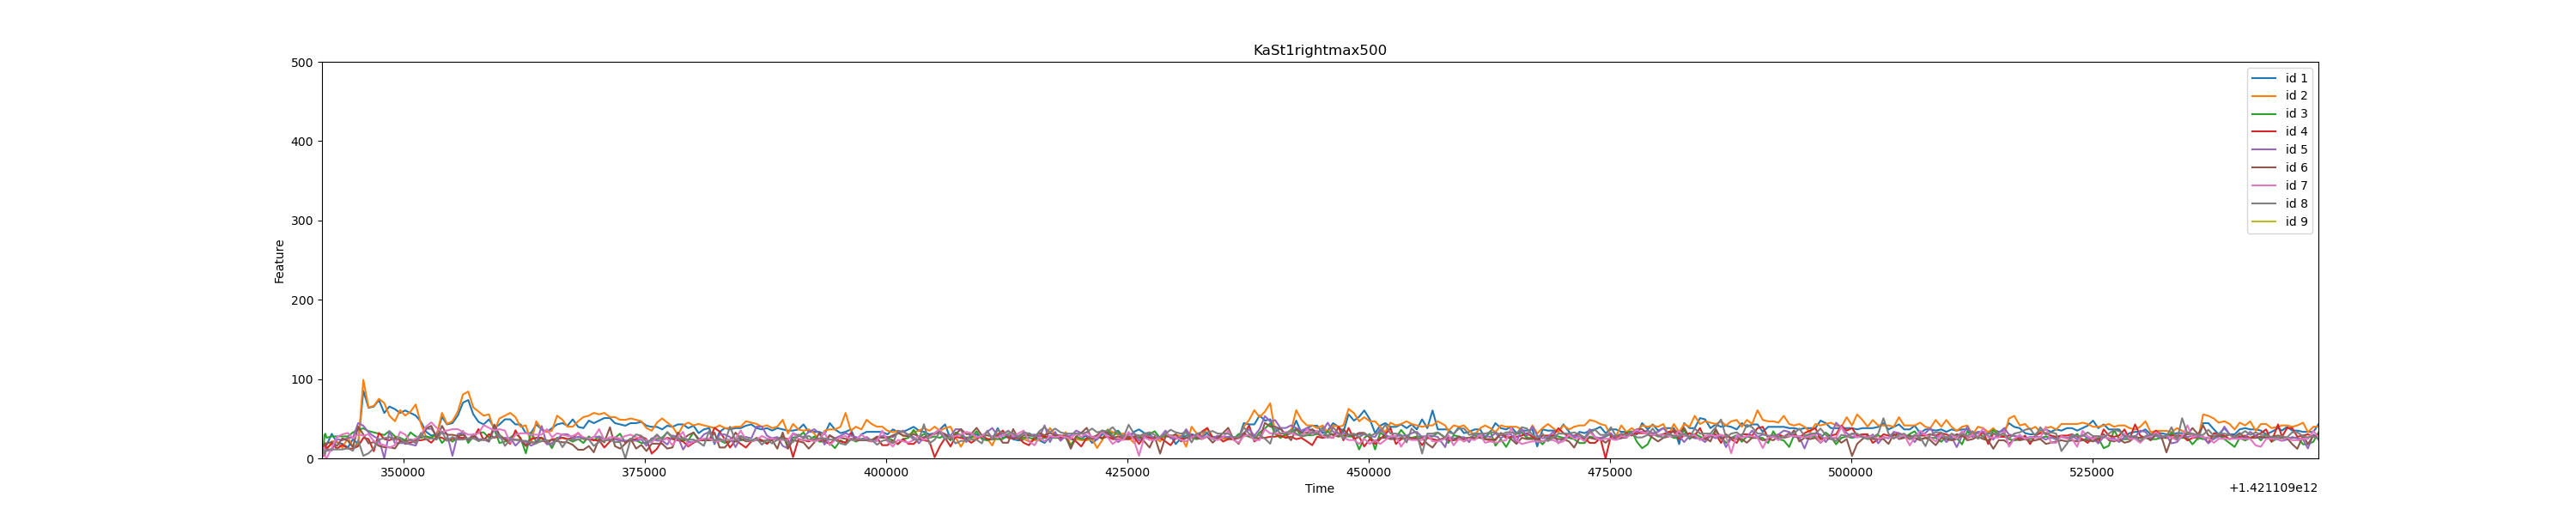 KaSt1rightmax500
500
400
300
200
100
0
Feature
350000 375000 400000 425000 450000 475000 500000 525000
Time
+1.421109e12
id 1
id 2
id 3
id 4
id 5
id 6
id 7
id 8
id 9